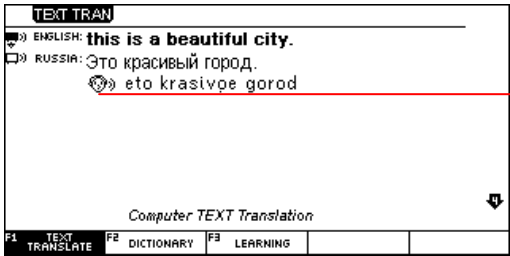 TEXT TRAN
ENGLISH: this is a beautiful city.
RUSSIA: Это красивый город.
eto krasivọe gorod
Computer TEXT Translation
F1 TEXT TRANSLATE F2 DICTIONARY F3 LEARNING